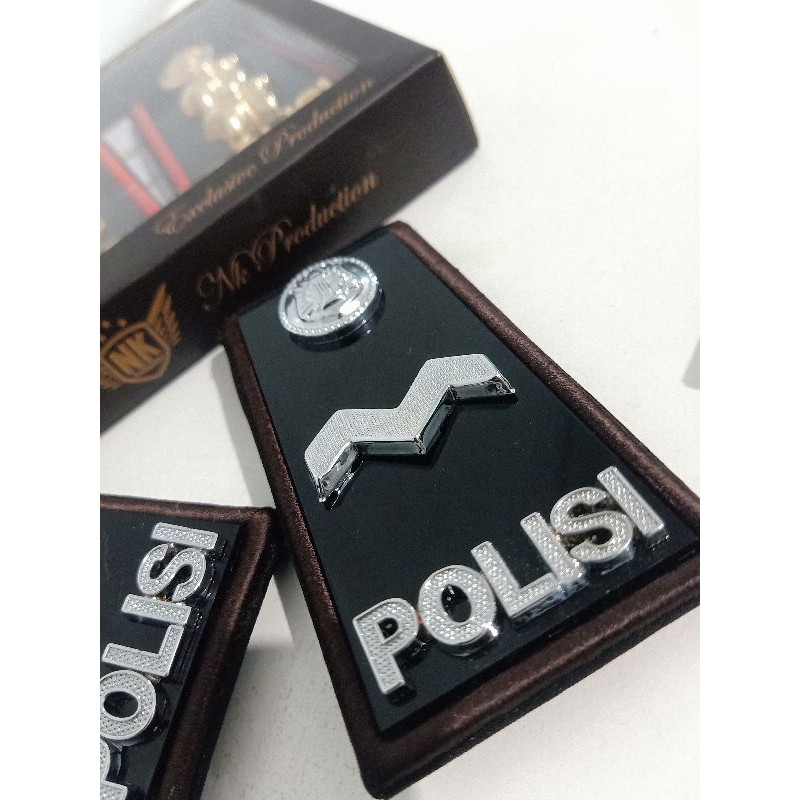 Exclusive Production
Nk Production
NK
POLISI
POLISI